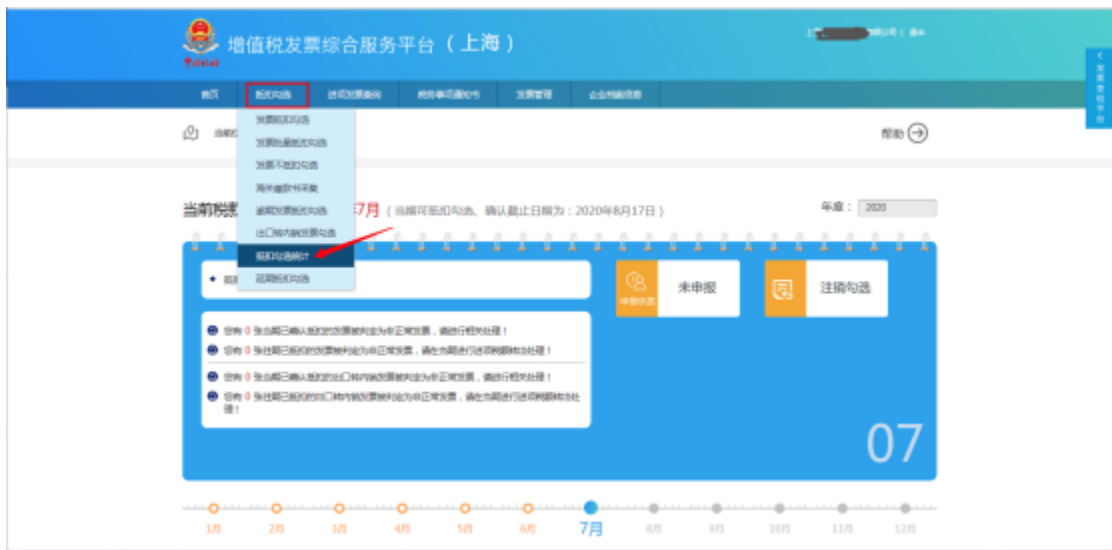 增值税发票综合服务平台（上海）
首页 抵扣勾选 进项发票查询 税务事项通知书 发票管理 企业档案信息
发票抵扣勾选
发票批量抵扣勾选
发票不抵扣勾选
海关缴款书采集
逾期发票抵扣勾选
出口转内销发票勾选
抵扣勾选统计
延期抵扣勾选
帮助
当前税款
7月 ( 当期可抵扣勾选、确认截止日期为：2020年8月17日 )
年度： 2020
申报状态 未申报
注销勾选
您有 0 张当期已确认抵扣的发票被判定为非正常发票，请进行相关处理！
您有 0 张往期已抵扣的发票被判定为非正常发票，请在当期进行进项税额转出处理！
您有 0 张当期已确认抵扣的出口转内销发票被判定为非正常发票，请进行相关处理！
您有 0 张往期已抵扣的出口转内销发票被判定为非正常发票，请在当期进行进项税额转出处
理！
07
1月 2月 3月 4月 5月 6月 7月 8月 9月 10月 11月 12月